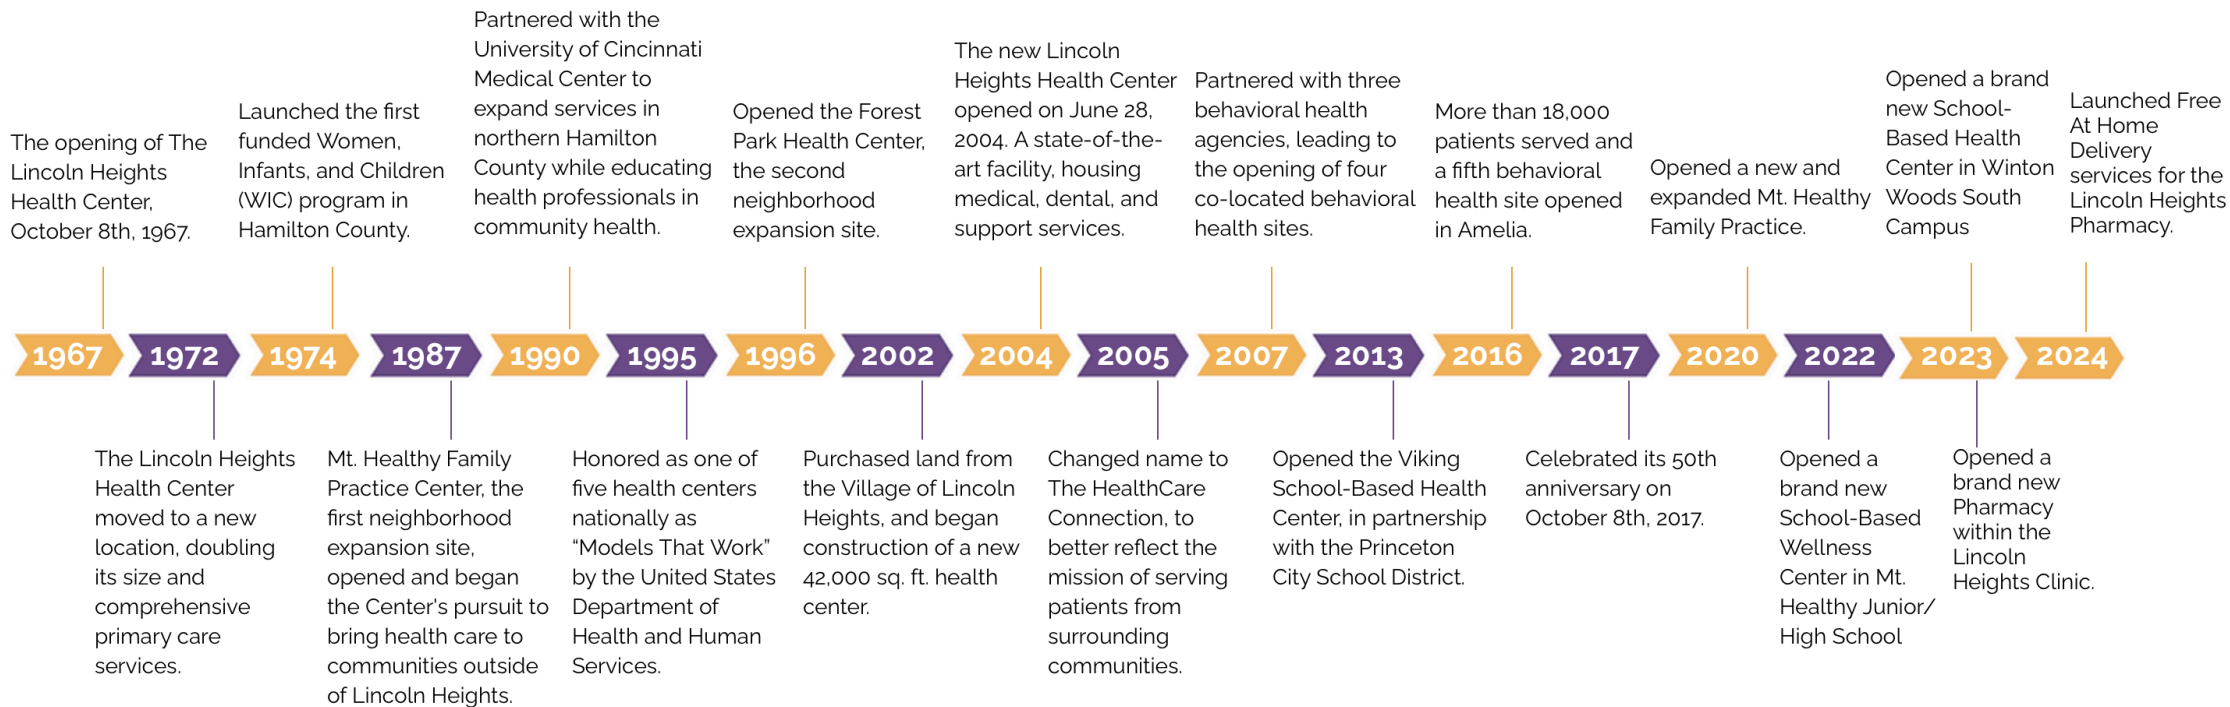 The opening of The
Lincoln Heights
Health Center,
October 8th, 1967.
Launched the first
funded Women,
Infants, and Children
(WIC) program in
Hamilton County.
Partnered with the
University of Cincinnati
Medical Center to
expand services in
northern Hamilton
County while educating
health professionals in
community health.
Opened the Forest
Park Health Center,
the second
neighborhood
expansion site.
The new Lincoln
Heights Health Center
opened on June 28,
2004. A state-of-the-
art facility, housing
medical, dental, and
support services.
Partnered with three
behavioral health
agencies, leading to
the opening of four
co-located behavioral
health sites.
More than 18,000
patients served and
a fifth behavioral
health site opened
in Amelia.
Opened a new and
expanded Mt. Healthy
Family Practice.
Opened a brand
new School-
Based Health
Center in Winton
Woods South
Campus
Launched Free
At Home
Delivery
services for the
Lincoln Heights
Pharmacy.
1967 1972 1974 1987 1990 1995 1996 2002 2004 2005 2007 2013 2016 2017 2020 2022 2023 2024
The Lincoln Heights
Health Center
moved to a new
location, doubling
its size and
comprehensive
primary care
services.
Mt. Healthy Family
Practice Center, the
first neighborhood
expansion site,
opened and began
the Center's pursuit to
bring health care to
communities outside
of Lincoln Heights.
Honored as one of
five health centers
nationally as
“Models That Work”
by the United States
Department of
Health and Human
Services.
Purchased land from
the Village of Lincoln
Heights, and began
construction of a new
42,000 sq. ft. health
center.
Changed name to
The HealthCare
Connection, to
better reflect the
mission of serving
patients from
surrounding
communities.
Opened the Viking
School-Based Health
Center, in partnership
with the Princeton
City School District.
Celebrated its 50th
anniversary on
October 8th, 2017.
Opened a
brand new
School-Based
Wellness
Center in Mt.
Healthy Junior/
High School
Opened a
brand new
Pharmacy
within the
Lincoln
Heights Clinic.